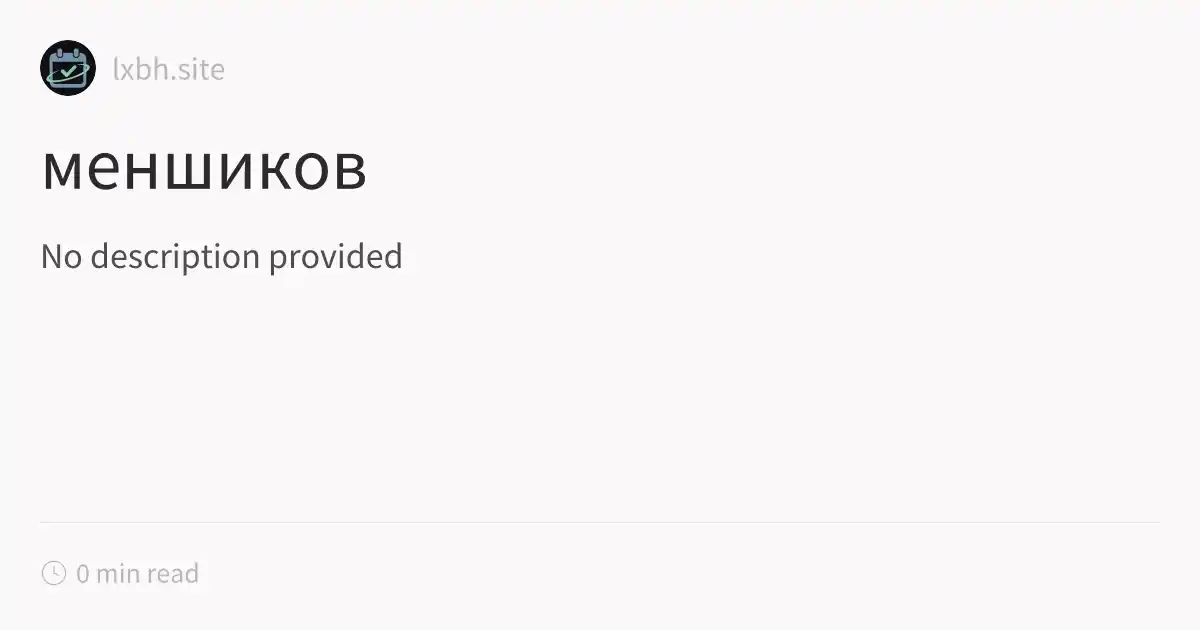 lxbh.site
меншиков
No description provided
0 min read